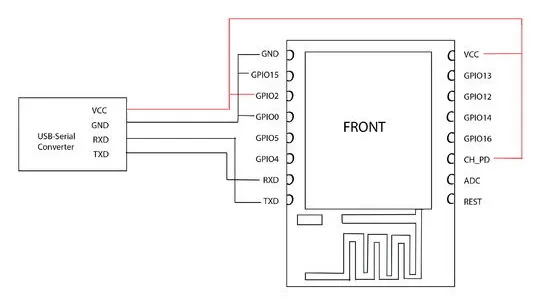 USB-Serial
Converter
VCC
GND
RXD
TXD
GND
GPIO15
GPIO2
GPIO0
GPIO5
GPIO4
RXD
TXD
FRONT
VCC
GPIO13
GPIO12
GPIO14
GPIO16
CH_PD
ADC
REST